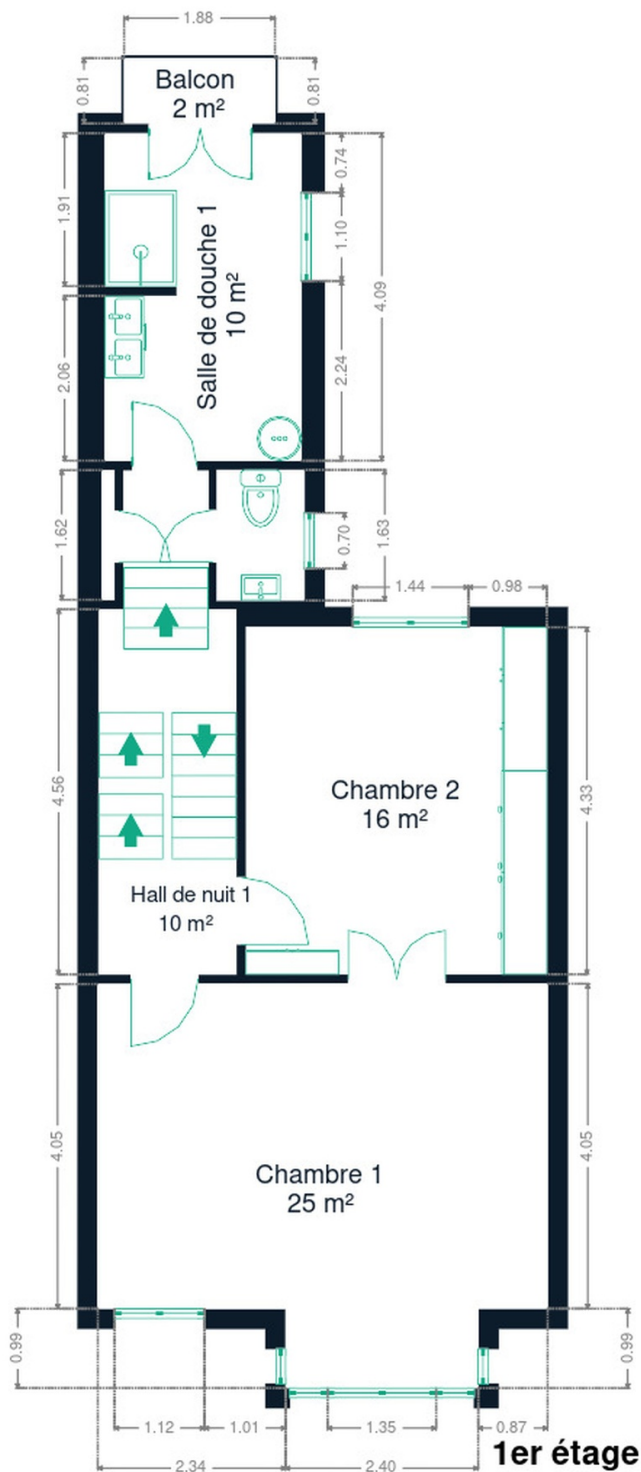 1.88
Balcon
2 m²
0.81
0.81
0.74
1.91
1.10
4.09
Salle de douche 1
10 m²
2.06
2.24
1.62
0.70
1.63
1.44
0.98
4.56
Chambre 2
16 m²
4.33
Hall de nuit 1
10 m²
4.05
Chambre 1
25 m²
4.05
0.99
0.99
1.12
1.01
1.35
0.87
1er étage
2.34
2.40